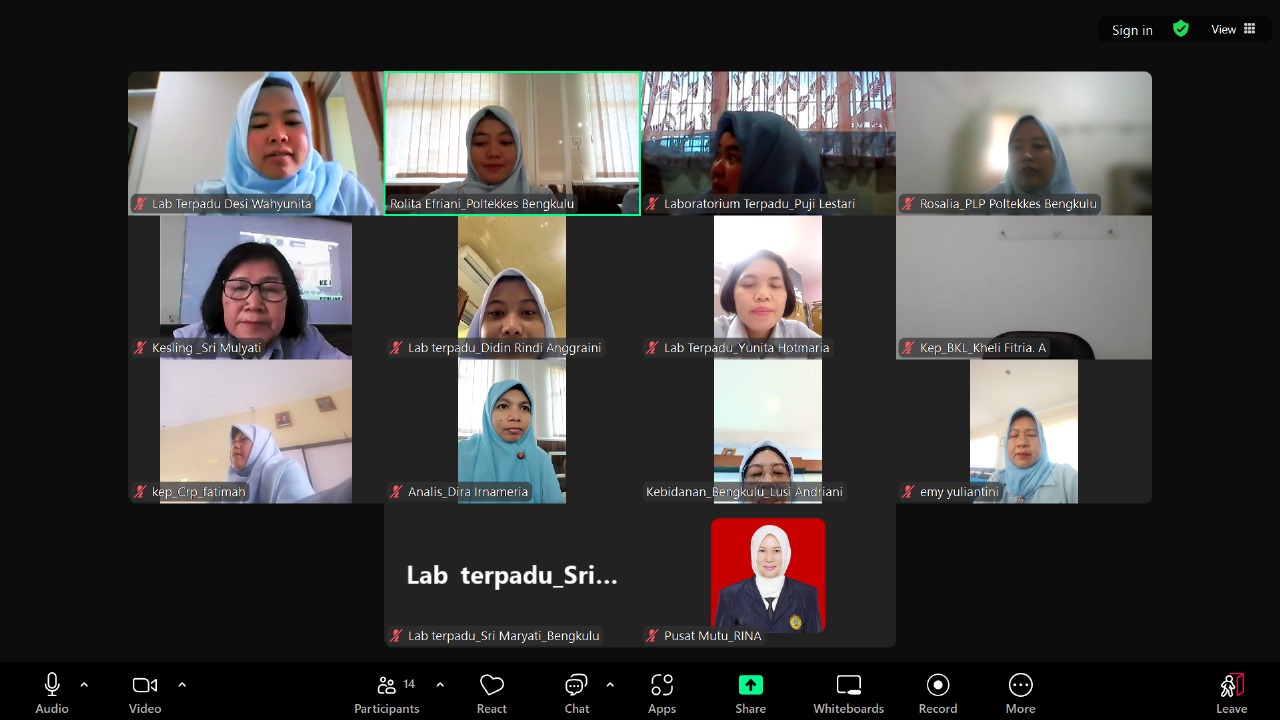 Sign in
View
Lab Terpadu Desi Wahyunita
Rolita Efriani_Poltekkes Bengkulu
Laboratorium Terpadu_Puji Lestari
Rosalia_PLP Poltekkes Bengkulu
KE I
Kesling _Sri Mulyati
Lab terpadu_Didin Rindi Anggraini
Lab Terpadu_Yunita Hotmaria
Kep_BKL_Kheli Fitria. A
kep_Crp_fatimah
Analis_Dira Irnameria
Kebidanan_Bengkulu_Lusi Andriani
emy yuliantini
Lab terpadu_Sri...
Lab terpadu_Sri Maryati_Bengkulu
Pusat Mutu_RINA
Audio
Video
14
Participants
React
Chat
Apps
Share
Whiteboards
Record
More
Leave